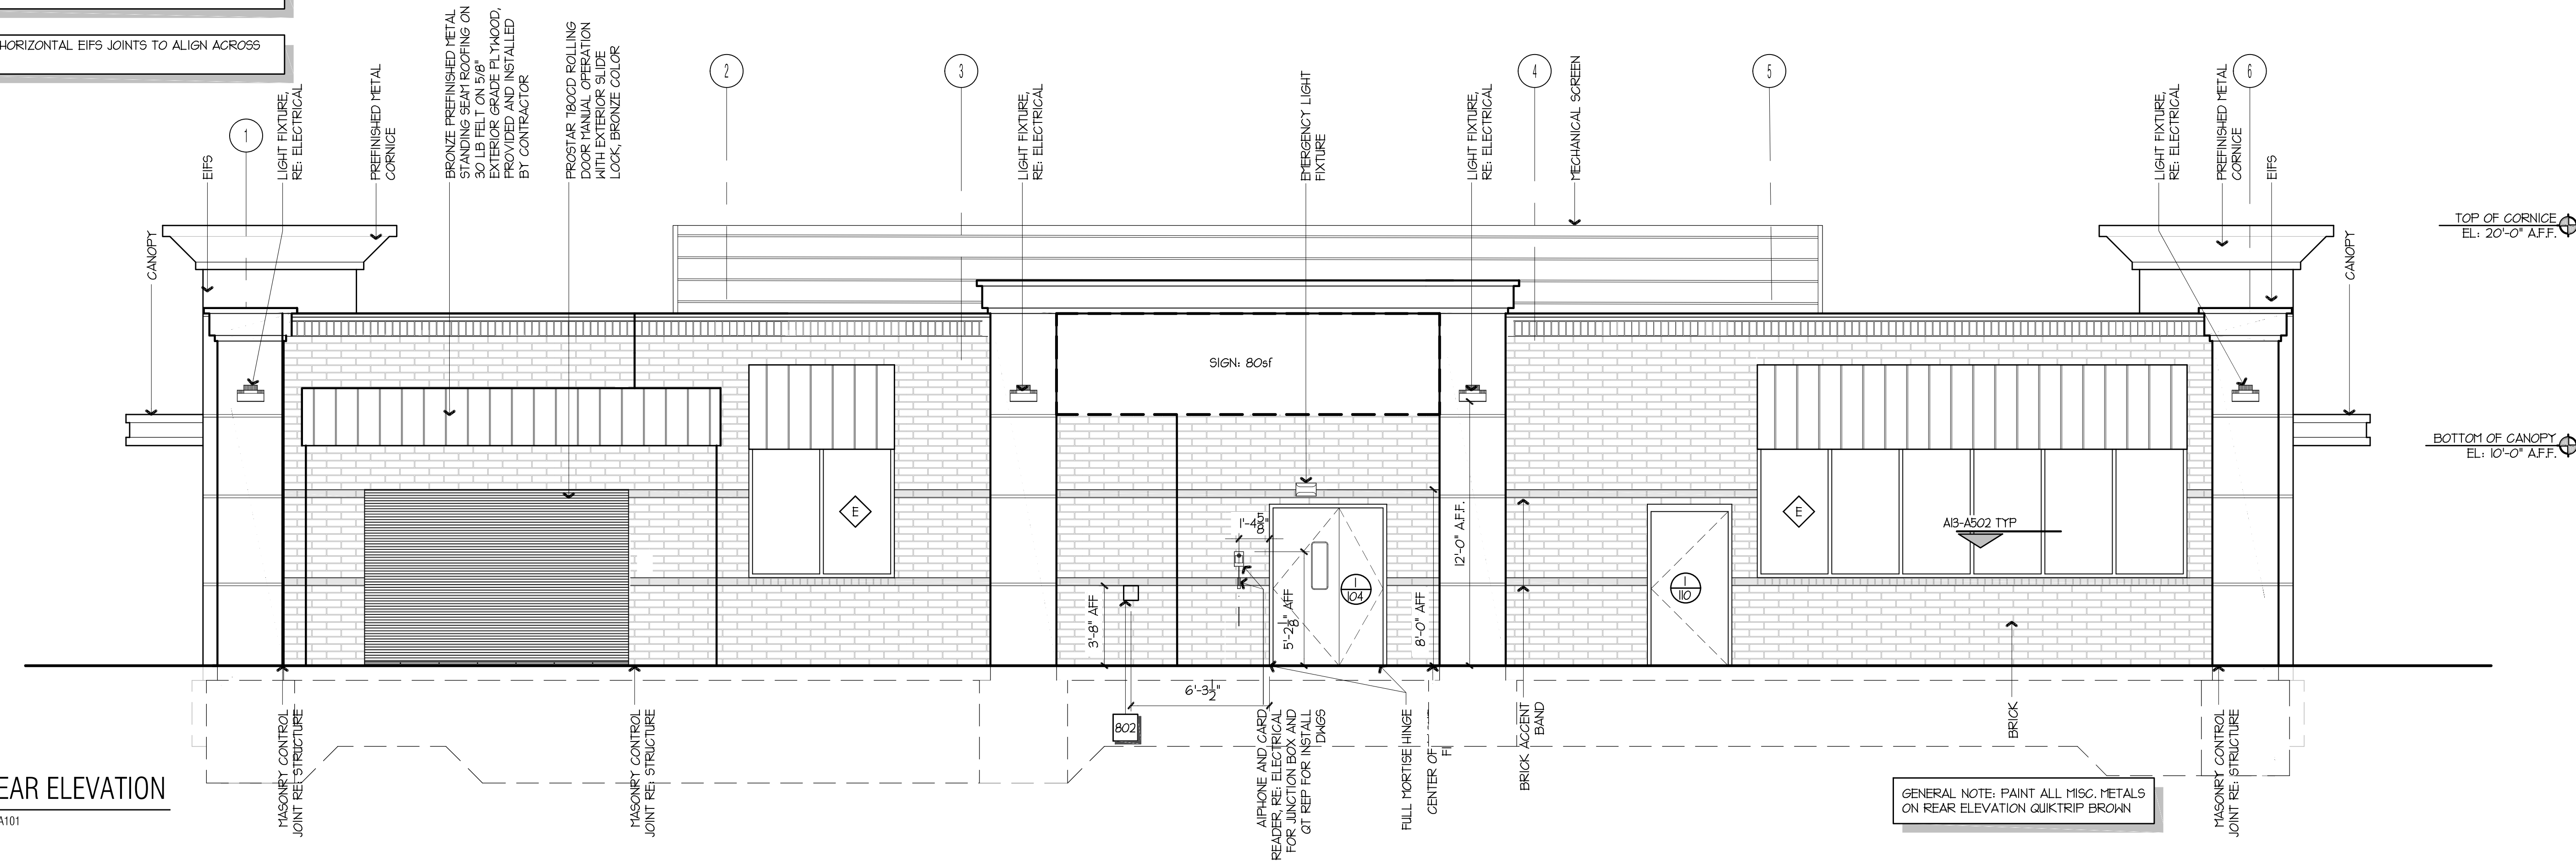 HORIZONTAL EIFS JOINTS TO ALIGN ACROSS
1
2
3
4
5
6
EIFS
LIGHT FIXTURE,
RE: ELECTRICAL
PREFINISHED METAL
CORNICE
BRONZE PREFINISHED METAL
STANDING SEAM ROOFING ON
30 LB FELT ON 5/8"
EXTERIOR GRADE PLYWOOD,
PROVIDED AND INSTALLED
BY CONTRACTOR
PROSTAR 780CD ROLLING
DOOR MANUAL OPERATION
WITH EXTERIOR SLIDE
LOCK, BRONZE COLOR
LIGHT FIXTURE,
RE: ELECTRICAL
EMERGENCY LIGHT
FIXTURE
LIGHT FIXTURE,
RE: ELECTRICAL
MECHANICAL SCREEN
LIGHT FIXTURE,
RE: ELECTRICAL
PREFINISHED METAL
CORNICE
EIFS
CANOPY
CANOPY
TOP OF CORNICE
EL: 20'-0" A.F.F.
BOTTOM OF CANOPY
EL: 10'-0" A.F.F.
SIGN: 80sf
E
E
A13-A502 TYP
1'-4 5/8"
12'-0" A.F.F.
3'-8" AFF
5'-2 1/8" AFF
8'-0" AFF
1
104
1
110
6'-3 1/2"
802
MASONRY CONTROL
JOINT RE: STRUCTURE
MASONRY CONTROL
JOINT RE: STRUCTURE
AIPHONE AND CARD
READER, RE: ELECTRICAL
FOR JUNCTION BOX AND
QT REP FOR INSTALL
DWGS
FULL MORTISE HINGE
CENTER OF
BRICK ACCENT
BAND
BRICK
MASONRY CONTROL
JOINT RE: STRUCTURE
GENERAL NOTE: PAINT ALL MISC. METALS
ON REAR ELEVATION QUIKTRIP BROWN
EAR ELEVATION
A101